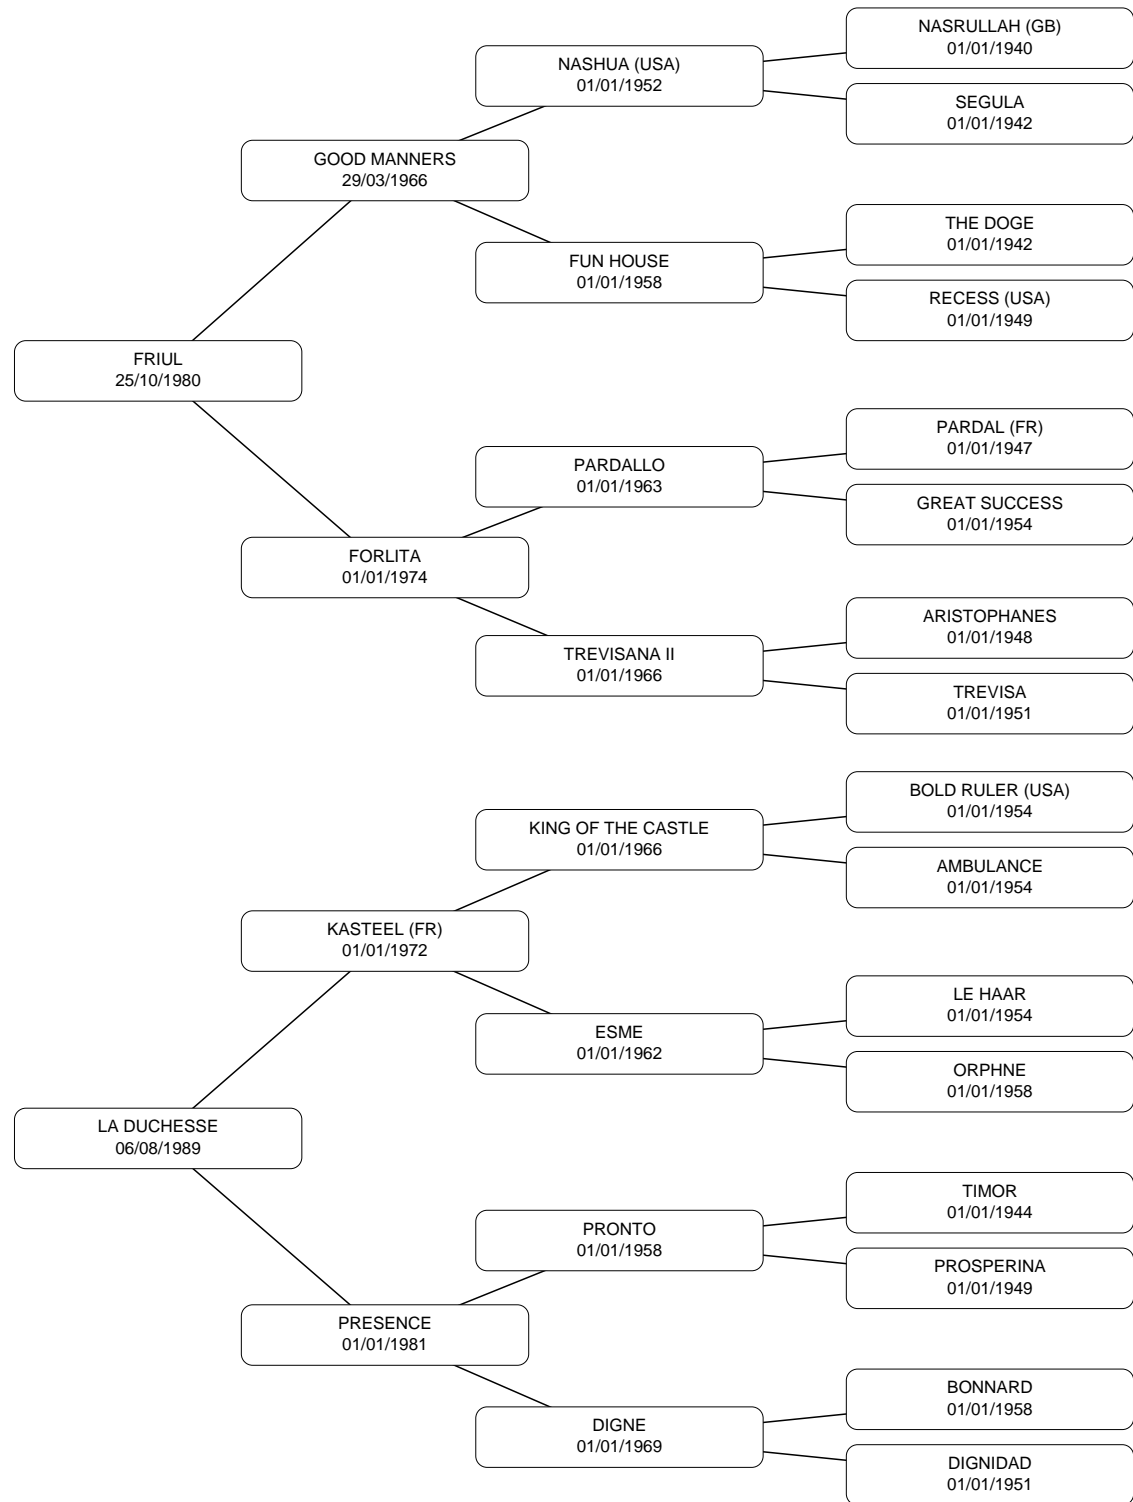 NASRULLAH (GB)
01/01/1940
NASHUA (USA)
01/01/1952
SEGULA
01/01/1942
GOOD MANNERS
29/03/1966
THE DOGE
01/01/1942
FUN HOUSE
01/01/1958
RECESS (USA)
01/01/1949
FRIUL
25/10/1980
PARDAL (FR)
01/01/1947
PARDALLO
01/01/1963
GREAT SUCCESS
01/01/1954
FORLITA
01/01/1974
ARISTOPHANES
01/01/1948
TREVISANA II
01/01/1966
TREVISA
01/01/1951
BOLD RULER (USA)
01/01/1954
KING OF THE CASTLE
01/01/1966
AMBULANCE
01/01/1954
KASTEEL (FR)
01/01/1972
LE HAAR
01/01/1954
ESME
01/01/1962
ORPHNE
01/01/1958
LA DUCHESSE
06/08/1989
TIMOR
01/01/1944
PRONTO
01/01/1958
PROSPERINA
01/01/1949
PRESENCE
01/01/1981
BONNARD
01/01/1958
DIGNE
01/01/1969
DIGNIDAD
01/01/1951